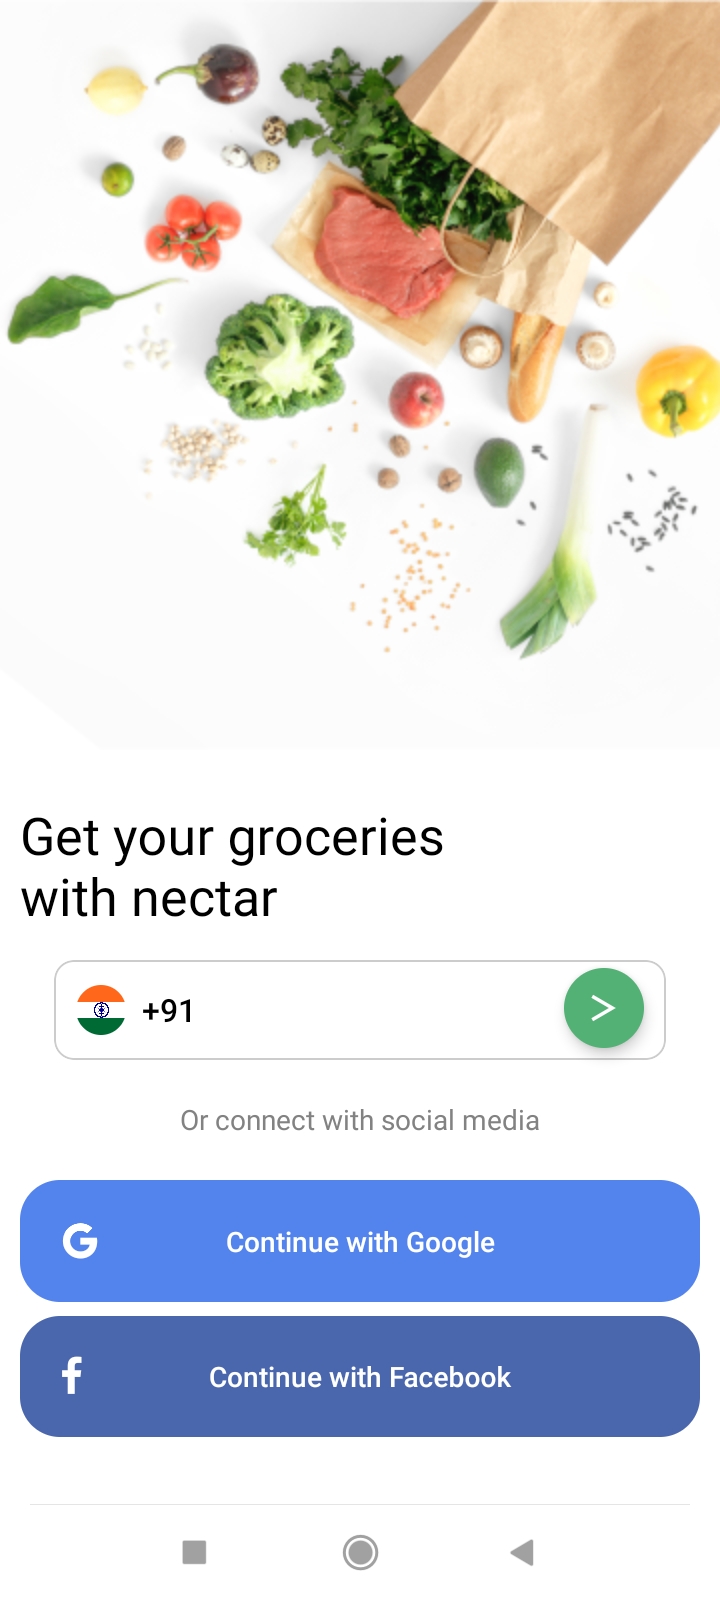 Get your groceries
with nectar
+91
Or connect with social media
Continue with Google
Continue with Facebook